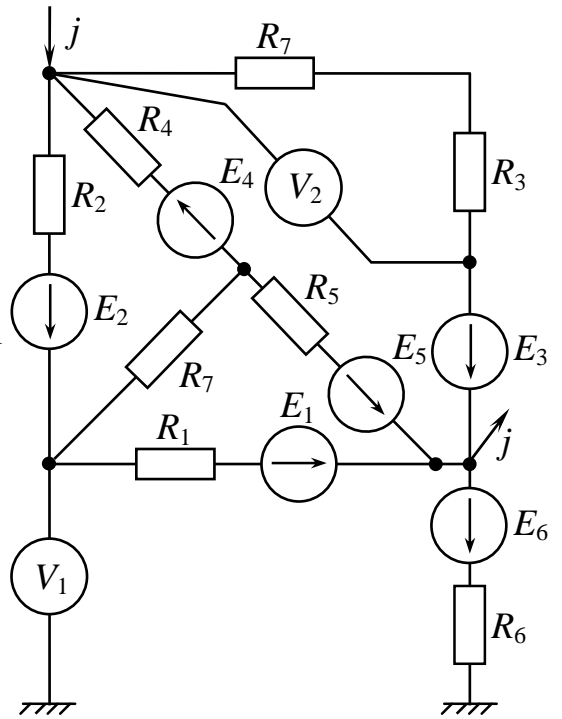 j
R₇
R₄
R₃
E₄
V₂
R₂
R₅
E₂
E₅
E₃
R₇
E₁
R₁
j
E₆
V₁
R₆